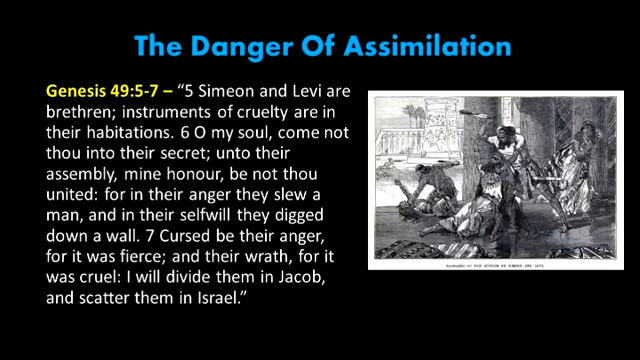 The Danger Of Assimilation
Genesis 49:5-7 – “5 Simeon and Levi are
brethren; instruments of cruelty are in
their habitations. 6 O my soul, come not
thou into their secret; unto their
assembly, mine honour, be not thou
united: for in their anger they slew a
man, and in their selfwill they digged
down a wall. 7 Cursed be their anger,
for it was fierce; and their wrath, for it
was cruel: I will divide them in Jacob,
and scatter them in Israel.”